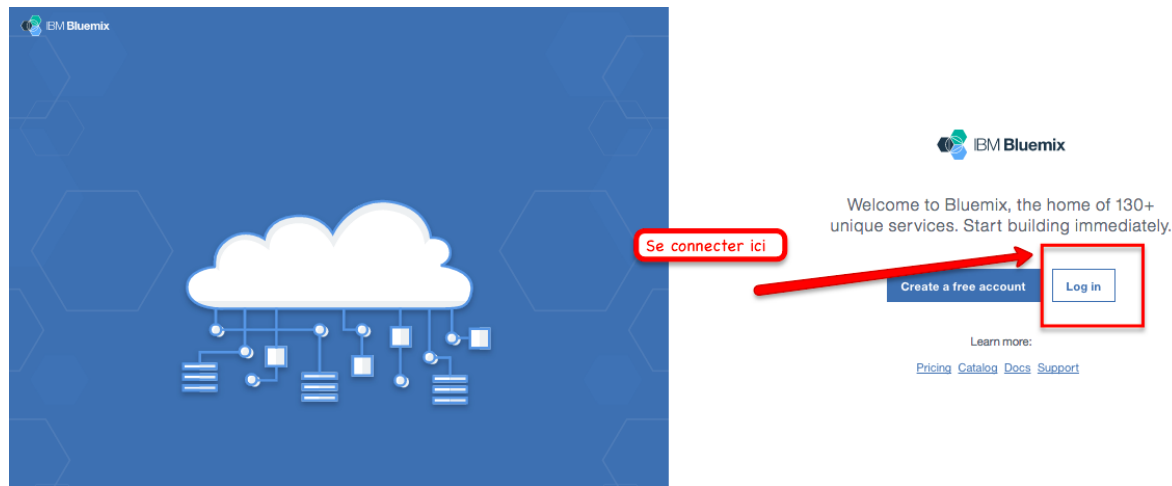 IBM Bluemix
IBM Bluemix
Welcome to Bluemix, the home of 130+
unique services. Start building immediately.
Se connecter ici
Create a free account
Log in
Learn more:
Pricing Catalog Docs Support